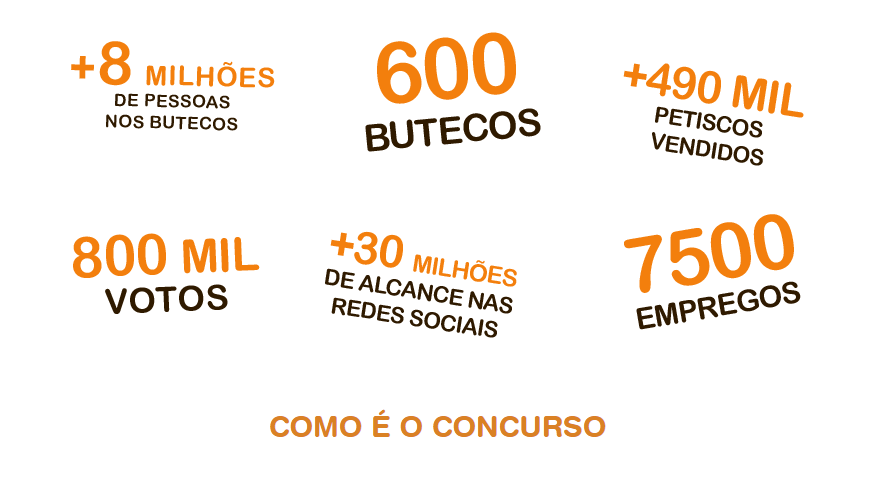 +8 MILHÕES
DE PESSOAS
NOS BUTECOS
600
BUTECOS
+490 MIL
PETISCOS
VENDIDOS
800 MIL
VOTOS
+30 MILHÕES
DE ALCANCE NAS
REDES SOCIAIS
7500
EMPREGOS
COMO É O CONCURSO